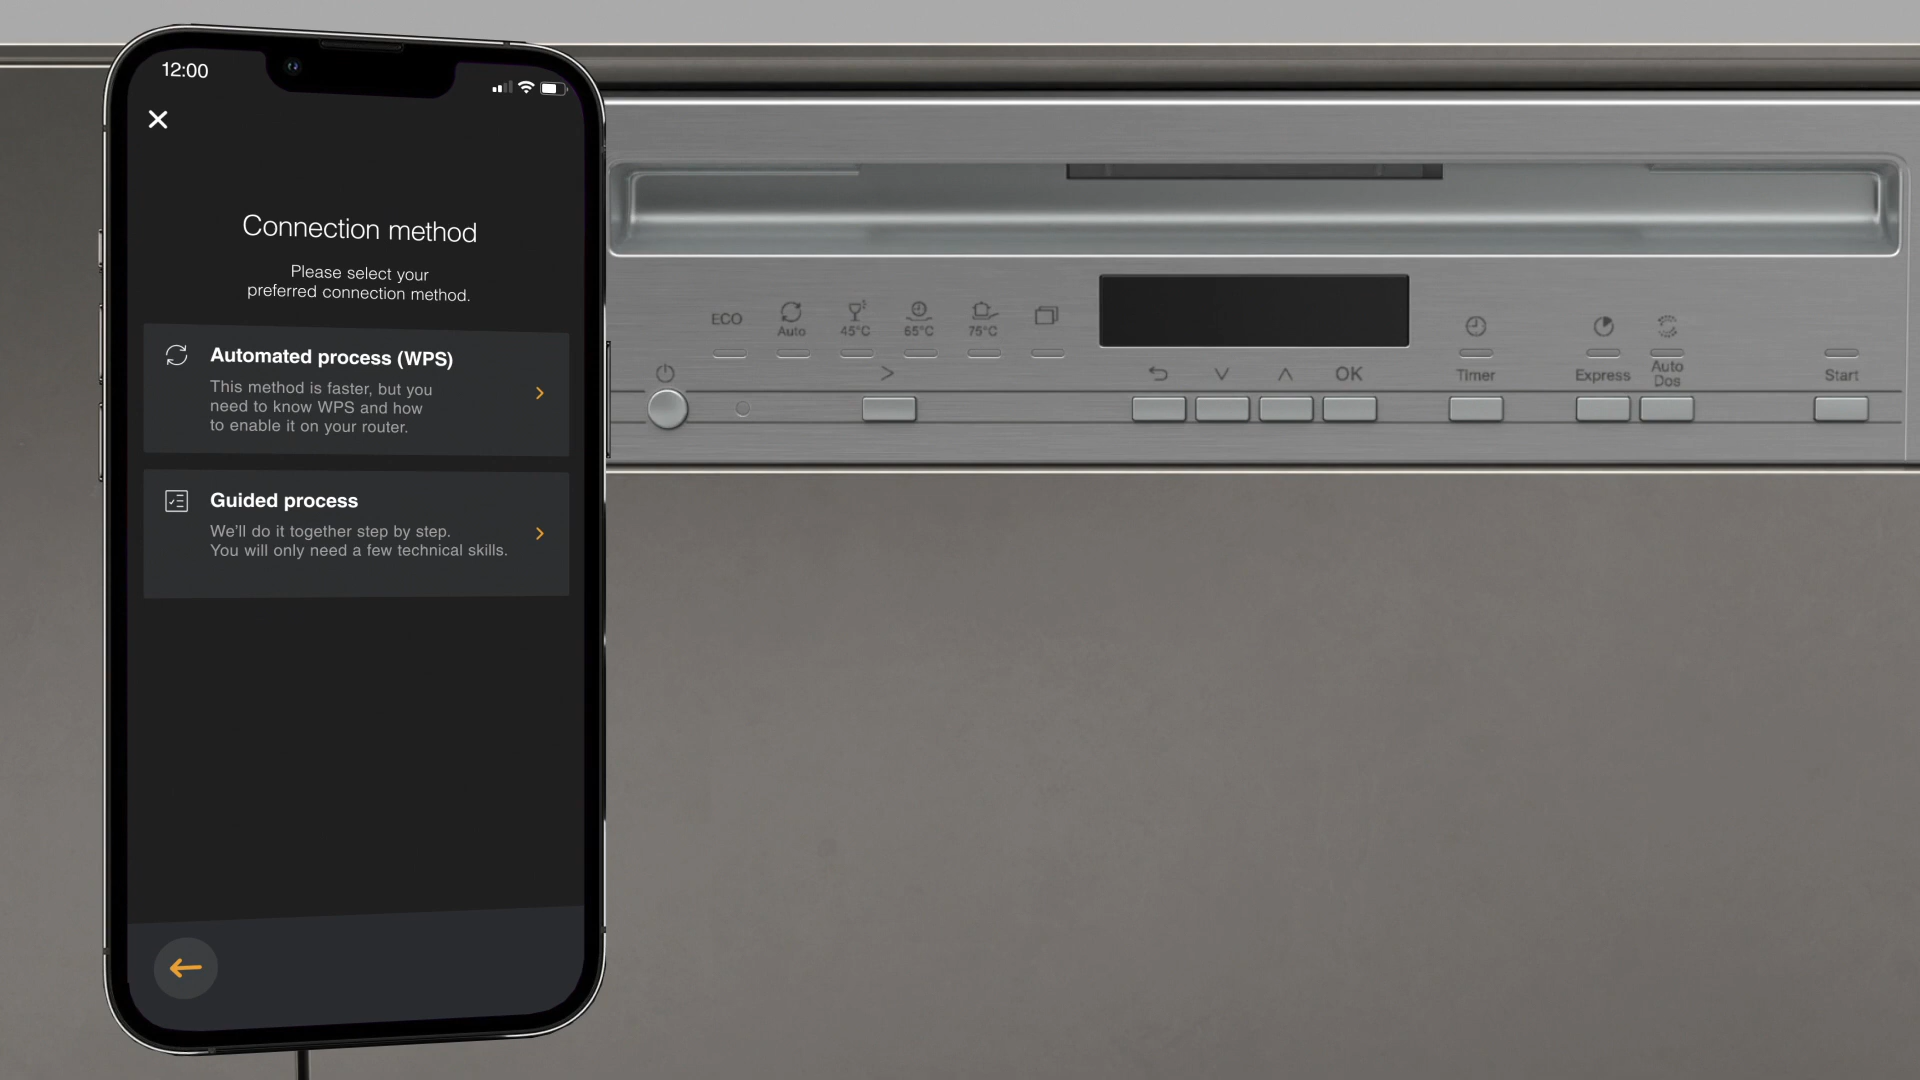 12:00
Connection method
Please select your
preferred connection method.
Automated process (WPS)
This method is faster, but you
need to know WPS and how
to enable it on your router.
Guided process
We'll do it together step by step.
You will only need a few technical skills.
ECO
Auto
45°C
65°C
75°C
OK
Timer
Express
Auto
Dos
Start